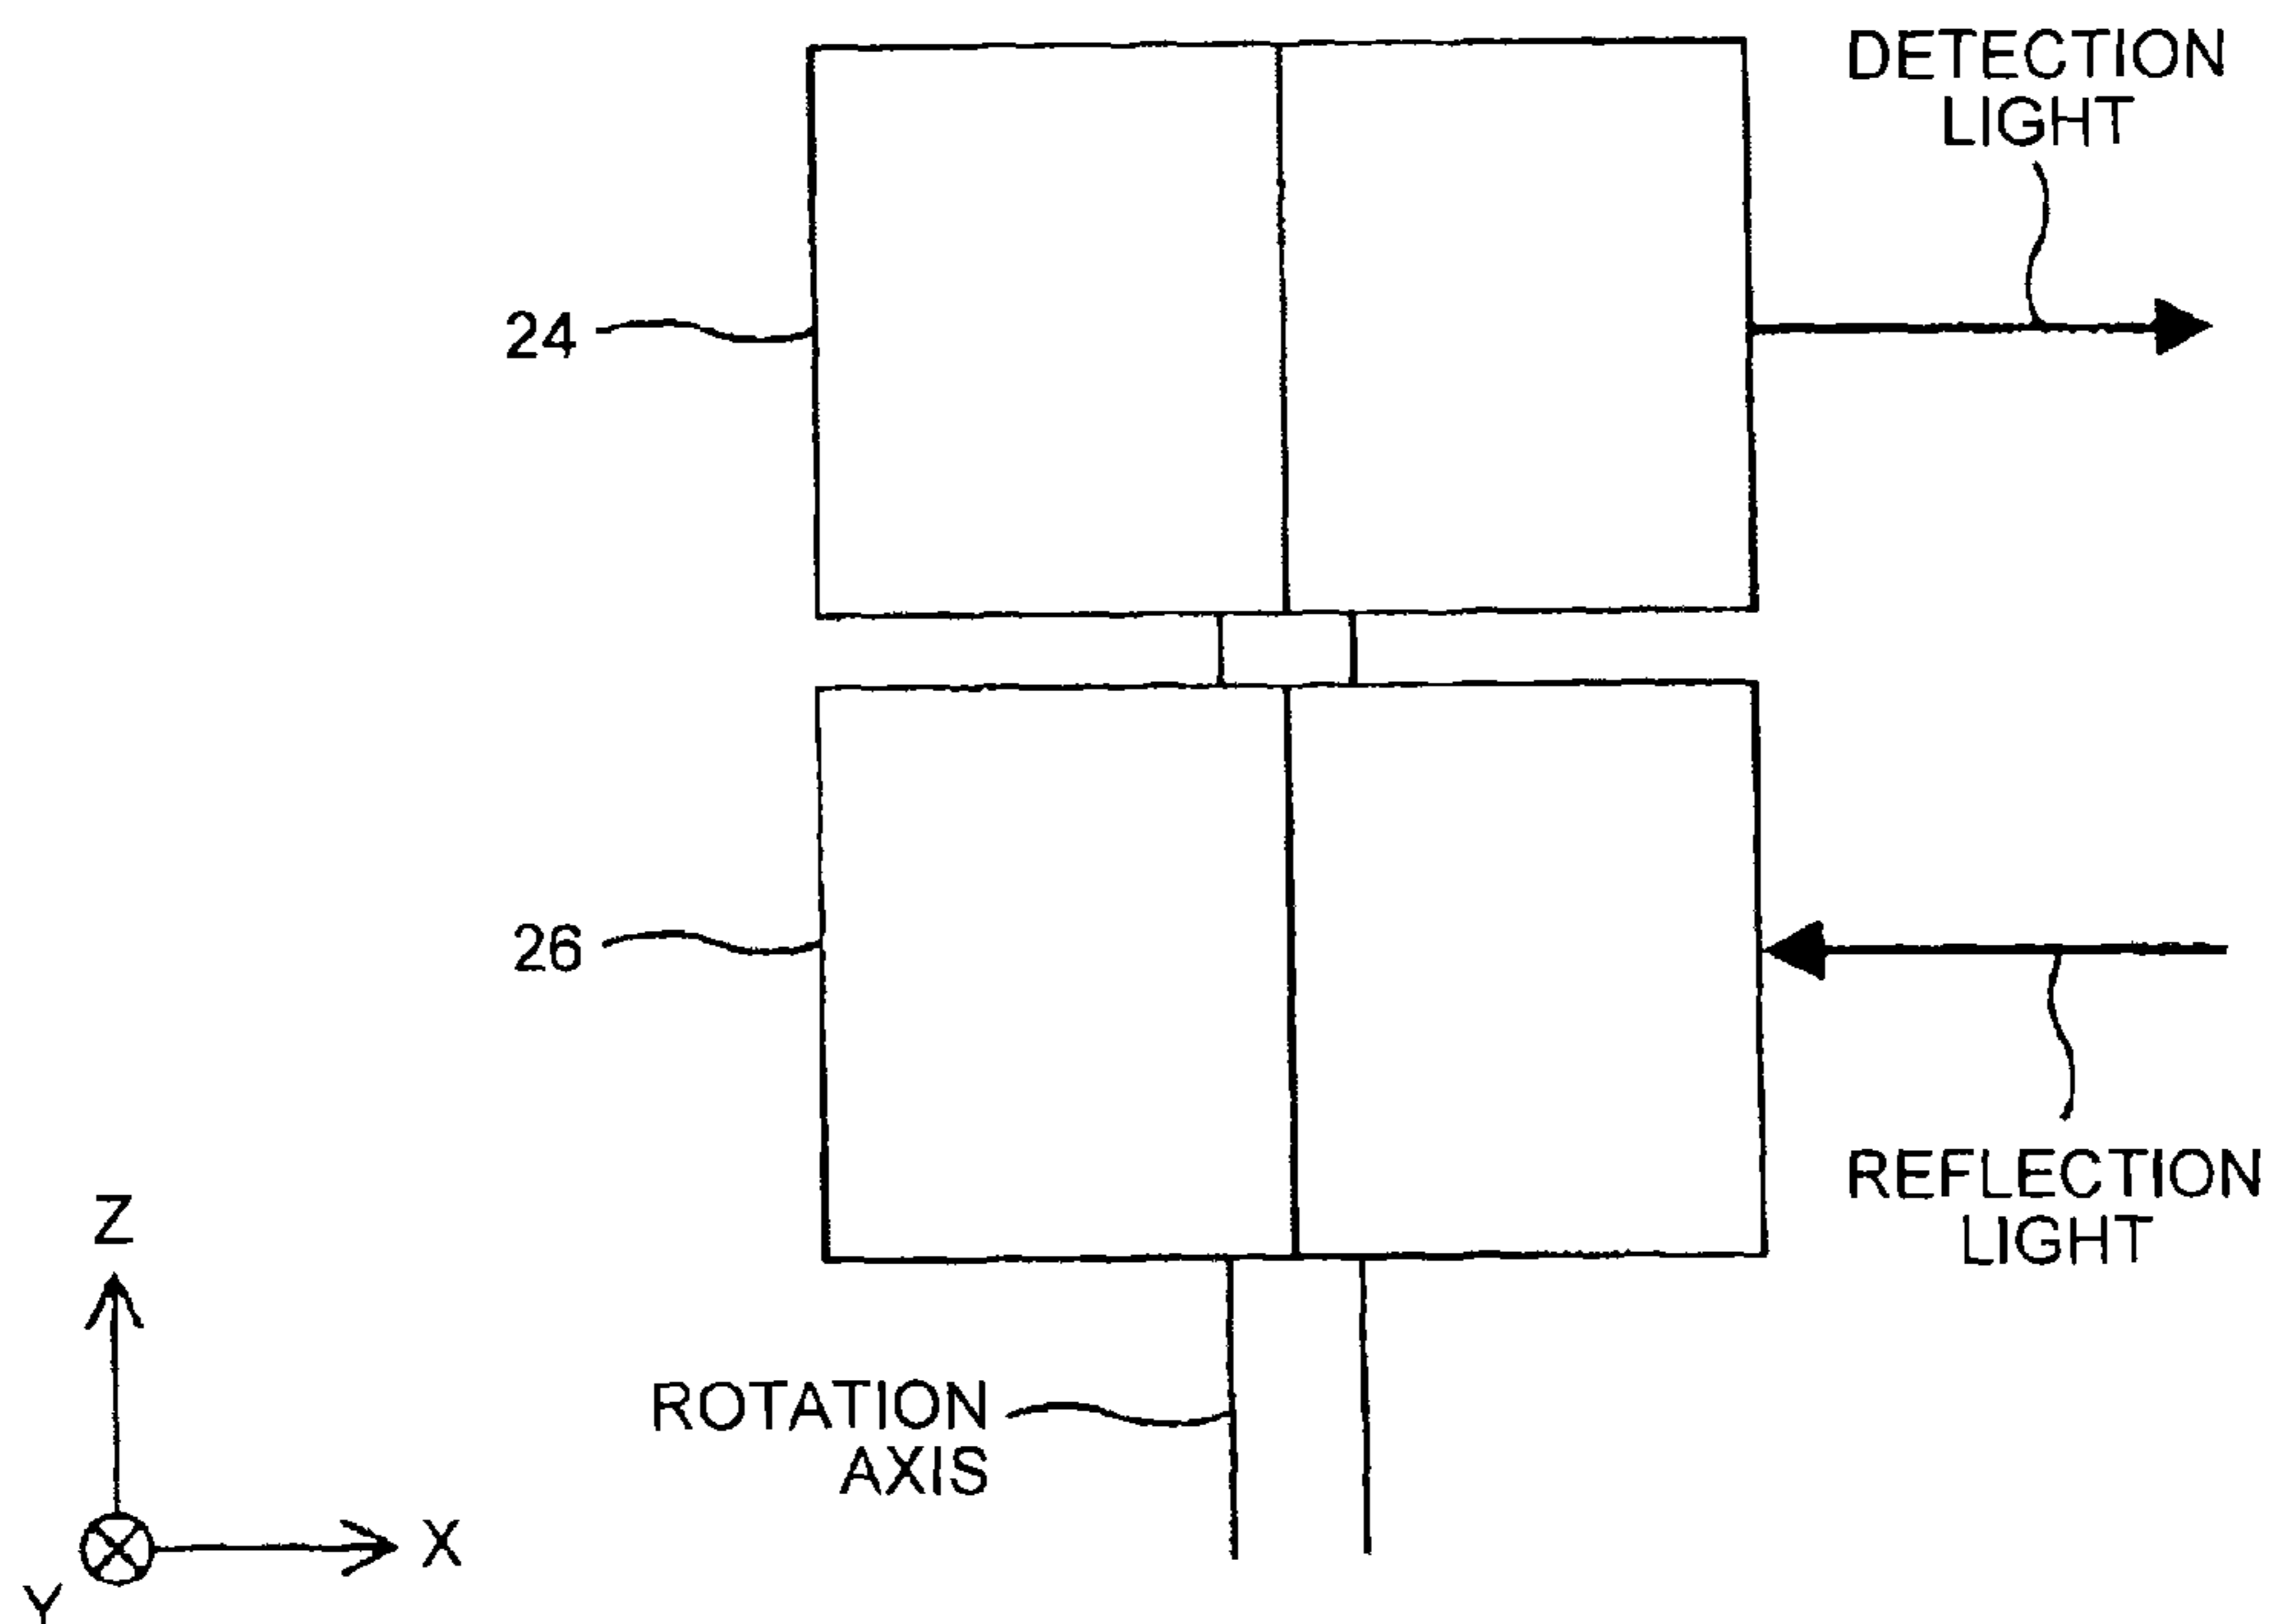 DETECTION
LIGHT
24
26
REFLECTION
LIGHT
Z
ROTATION
AXIS
X
Y